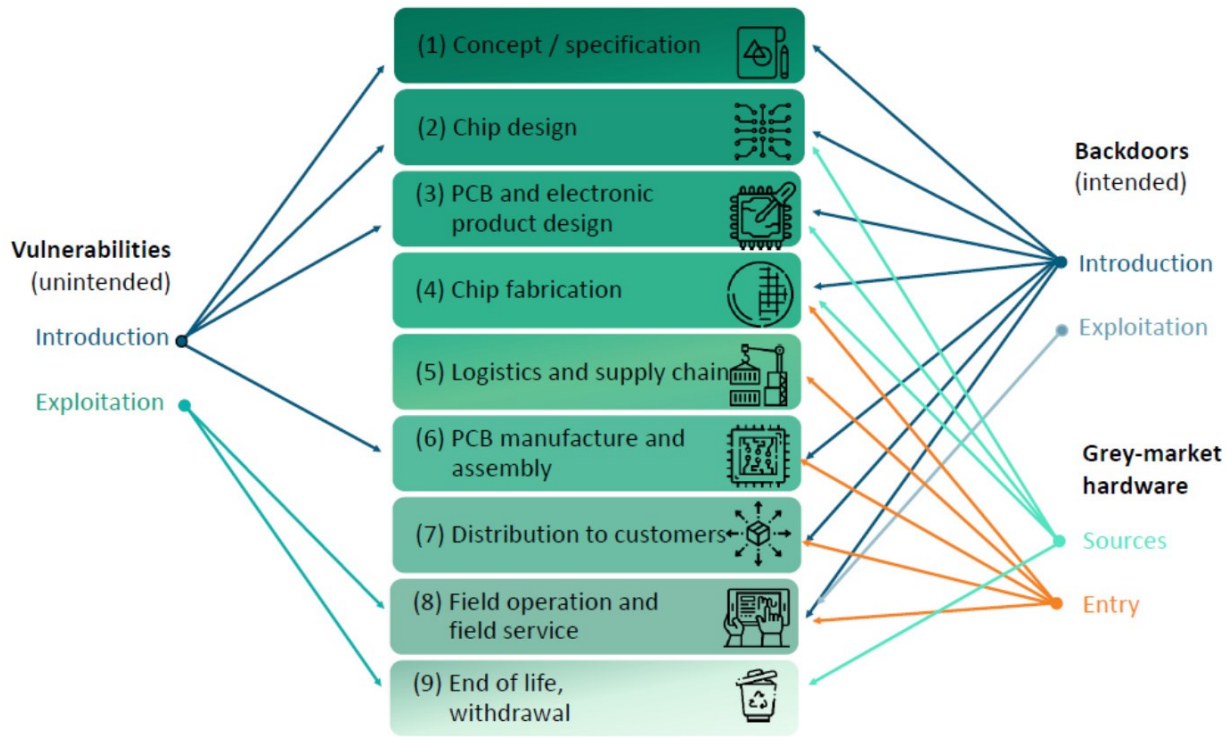 (1) Concept / specification
(2) Chip design
(3) PCB and electronic
product design
(4) Chip fabrication
(5) Logistics and supply chain
(6) PCB manufacture and
assembly
(7) Distribution to customers
(8) Field operation and
field service
(9) End of life,
withdrawal
Vulnerabilities
(unintended)
Introduction
Exploitation
Backdoors
(intended)
Introduction
Exploitation
Grey-market
hardware
Sources
Entry